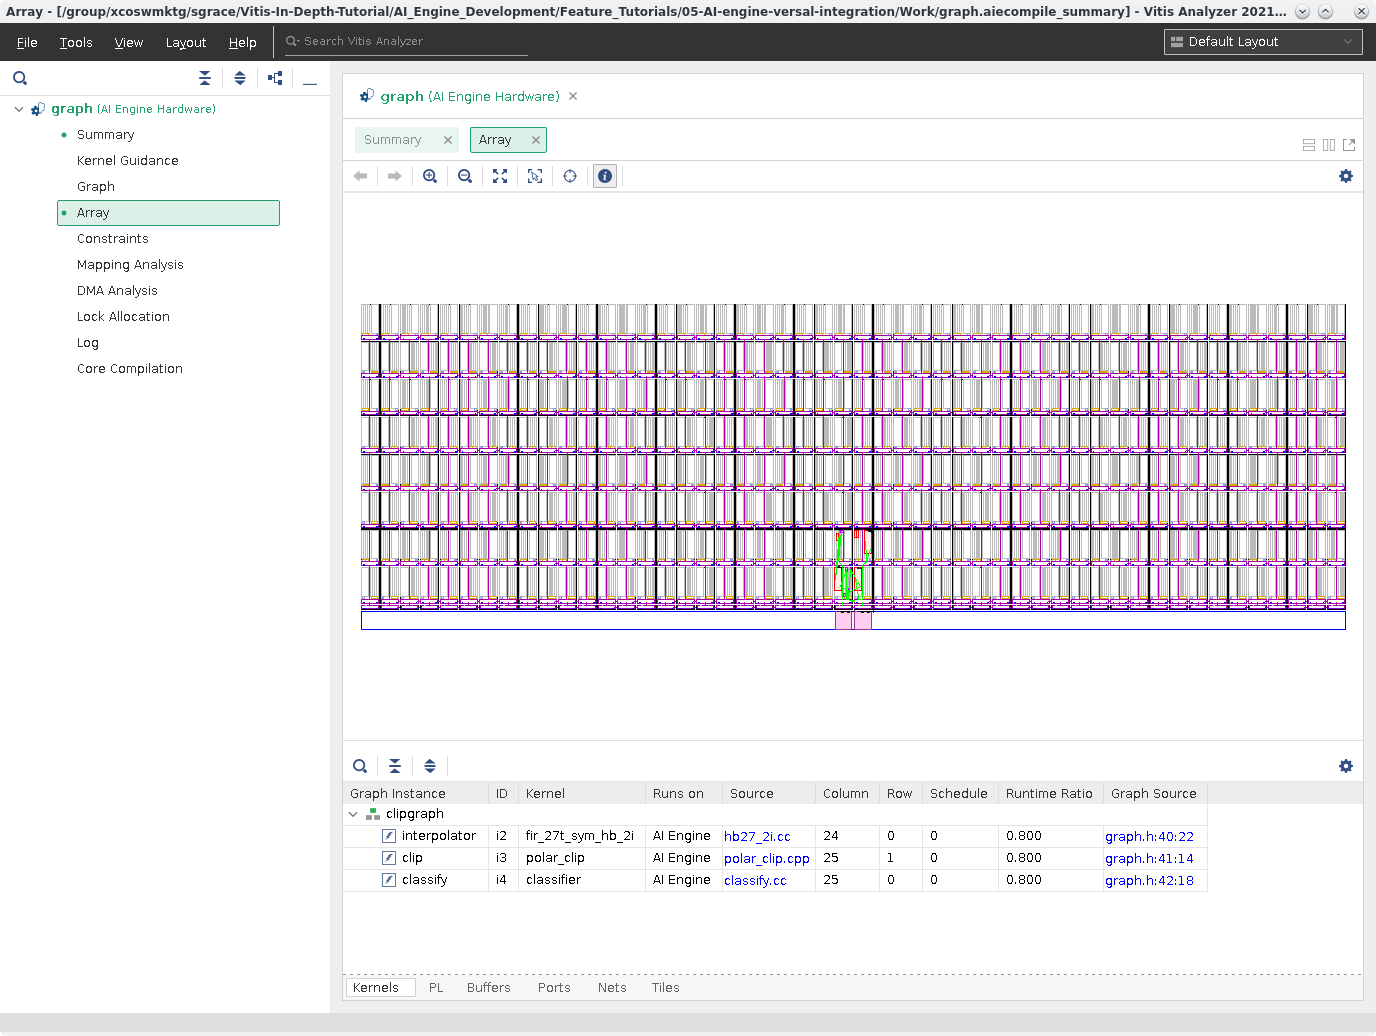 Array - [/group/xcoswmktg/sgrace/Vitis-In-Depth-Tutorial/AI_Engine_Development/Feature_Tutorials/05-AI-engine-versal-integration/Work/graph.aiecompile_summary] - Vitis Analyzer 2021...
File Tools View Layout Help Search Vitis Analyzer Default Layout
graph (AI Engine Hardware)
Summary
Kernel Guidance
Graph
Array
Constraints
Mapping Analysis
DMA Analysis
Lock Allocation
Log
Core Compilation
graph (AI Engine Hardware)
Summary Array
Graph Instance ID Kernel Runs on Source Column Row Schedule Runtime Ratio Graph Source
clipgraph
interpolator i2 fir_27t_sym_hb_2i AI Engine hb27_2i.cc 24 0 0 0.800 graph.h:40:22
clip i3 polar_clip AI Engine polar_clip.cpp 25 1 0 0.800 graph.h:41:14
classify i4 classifier AI Engine classify.cc 25 0 0 0.800 graph.h:42:18
Kernels PL Buffers Ports Nets Tiles